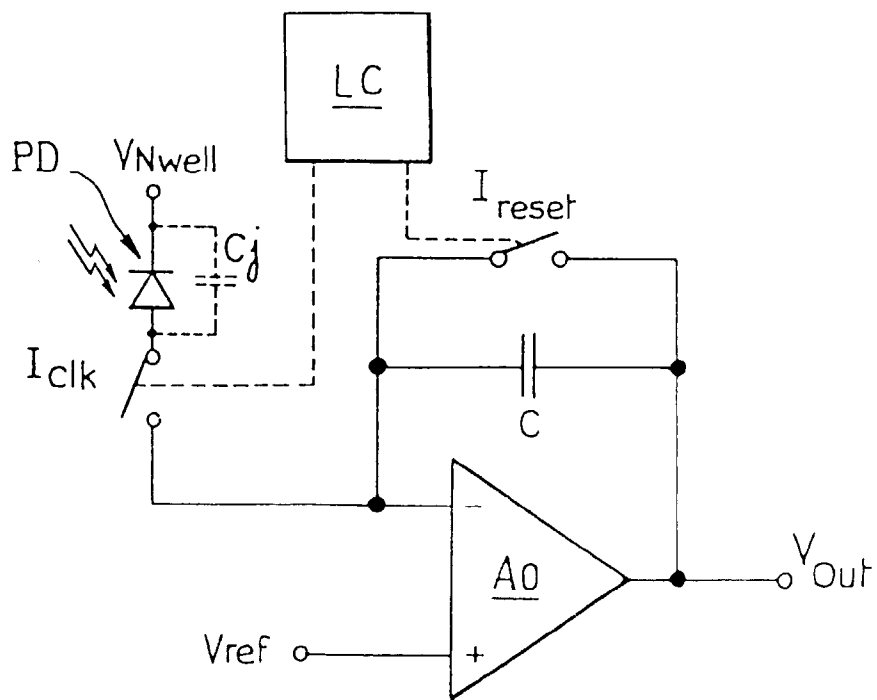 LC
PD
VNwell
Ireset
Cj
Iclk
C
-
A0
VOut
Vref
+